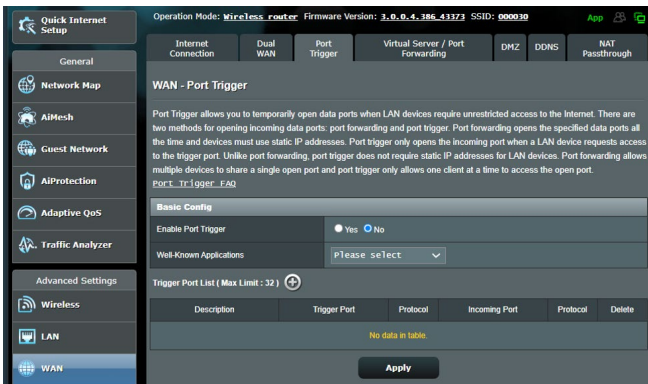 Quick Internet
Setup
Operation Mode: Wireless router Firmware Version: 3.0.0.4.386_43373 SSID: 000030
App
General
Internet
Connection
Dual
WAN
Port
Trigger
Virtual Server / Port
Forwarding
DMZ
DDNS
NAT
Passthrough
Network Map
AiMesh
Guest Network
AiProtection
Adaptive QoS
Traffic Analyzer
Advanced Settings
Wireless
LAN
WAN
WAN - Port Trigger
Port Trigger allows you to temporarily open data ports when LAN devices require unrestricted access to the Internet. There are
two methods for opening incoming data ports: port forwarding and port trigger. Port forwarding opens the specified data ports all
the time and devices must use static IP addresses. Port trigger only opens the incoming port when a LAN device requests access
to the trigger port. Unlike port forwarding, port trigger does not require static IP addresses for LAN devices. Port forwarding allows
multiple devices to share a single open port and port trigger only allows one client at a time to access the open port.
Port Trigger FAQ
Basic Config
Enable Port Trigger Yes No
Well-Known Applications Please select
Trigger Port List ( Max Limit : 32 )
Description Trigger Port Protocol Incoming Port Protocol Delete
No data in table.
Apply